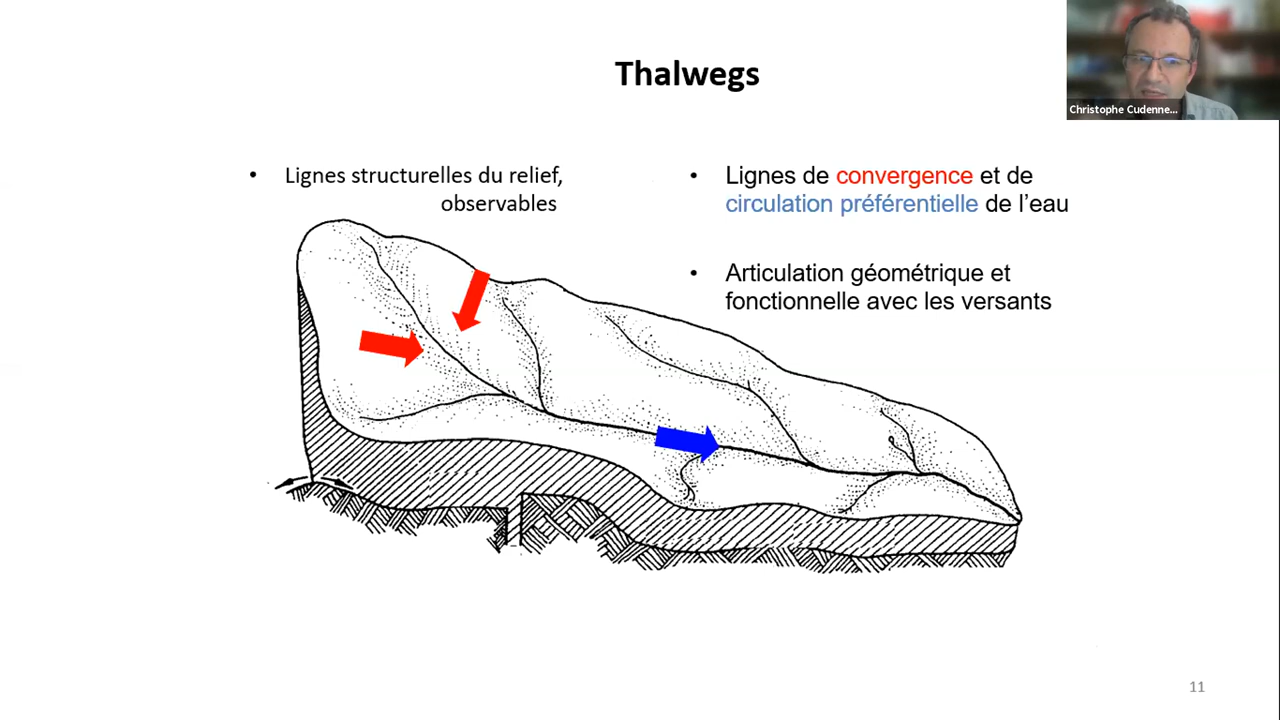 Thalwegs
Christophe Cudenne...
• Lignes structurelles du relief,
observables
• Lignes de convergence et de
circulation préférentielle de l’eau
• Articulation géométrique et
fonctionnelle avec les versants
11